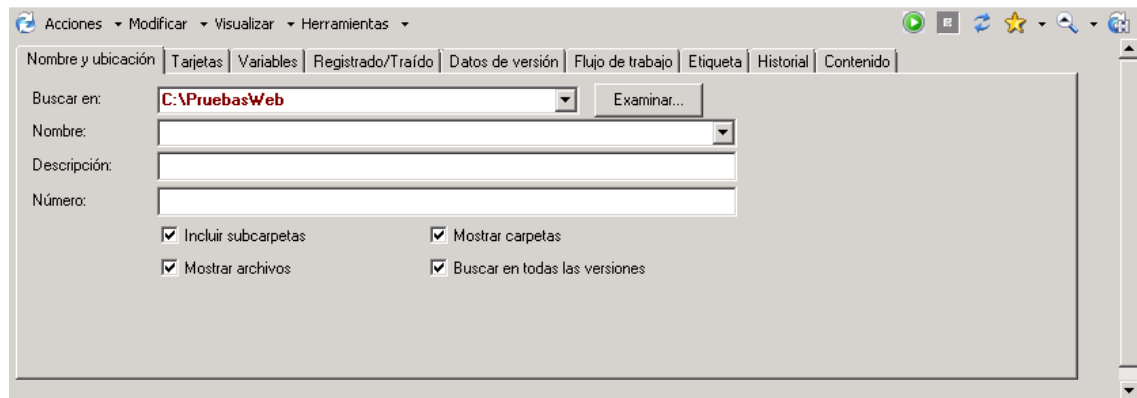 Acciones Modificar Visualizar Herramientas
Nombre y ubicación Tarjetas Variables Registrado/Traído Datos de versión Flujo de trabajo Etiqueta Historial Contenido
Buscar en: C:\PruebasWeb Examinar...
Nombre:
Descripción:
Número:
Incluir subcarpetas Mostrar carpetas
Mostrar archivos Buscar en todas las versiones